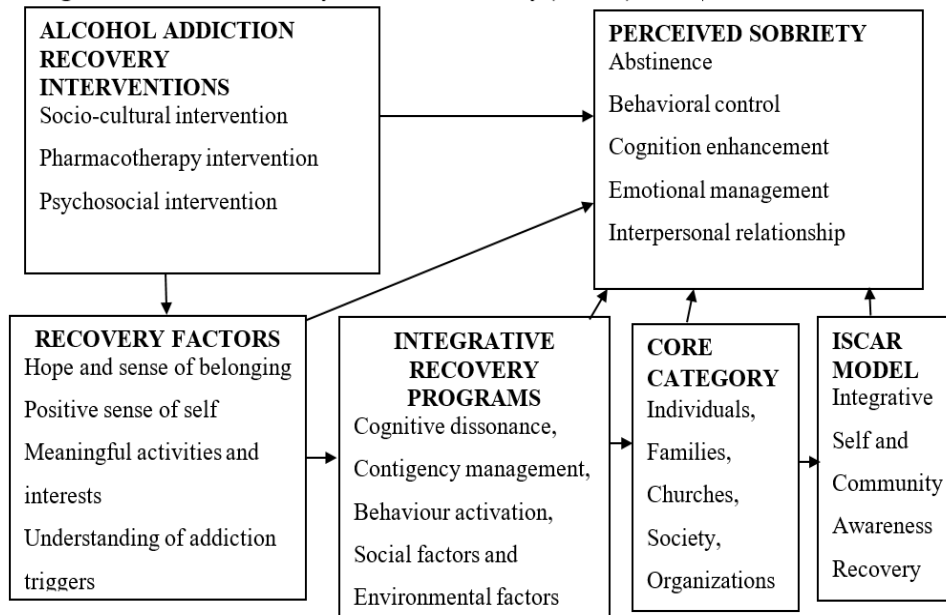 ALCOHOL ADDICTION
RECOVERY
INTERVENTIONS
Socio-cultural intervention
Pharmacotherapy intervention
Psychosocial intervention
PERCEIVED SOBRIETY
Abstinence
Behavioral control
Cognition enhancement
Emotional management
Interpersonal relationship
RECOVERY FACTORS
Hope and sense of belonging
Positive sense of self
Meaningful activities and
interests
Understanding of addiction
triggers
INTEGRATIVE
RECOVERY
PROGRAMS
Cognitive dissonance,
Contigency management,
Behaviour activation,
Social factors and
Environmental factors
CORE
CATEGORY
Individuals,
Families,
Churches,
Society,
Organizations
ISCAR
MODEL
Integrative
Self and
Community
Awareness
Recovery